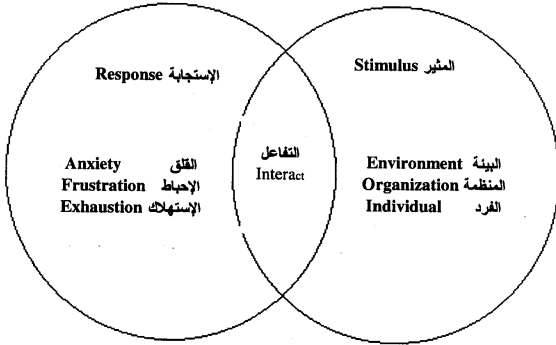 Response الإستجابة
Stimulus المثير
التفاعل
Interact
Anxiety القلق
Frustration الإحباط
Exhaustion الإستهلاك
Environment البيئة
Organization المنظمة
Individual الفرد